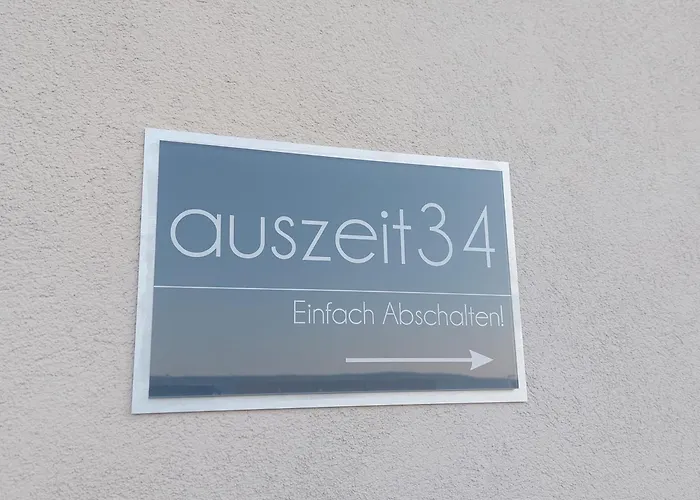 auszeit34
Einfach Abschalten!